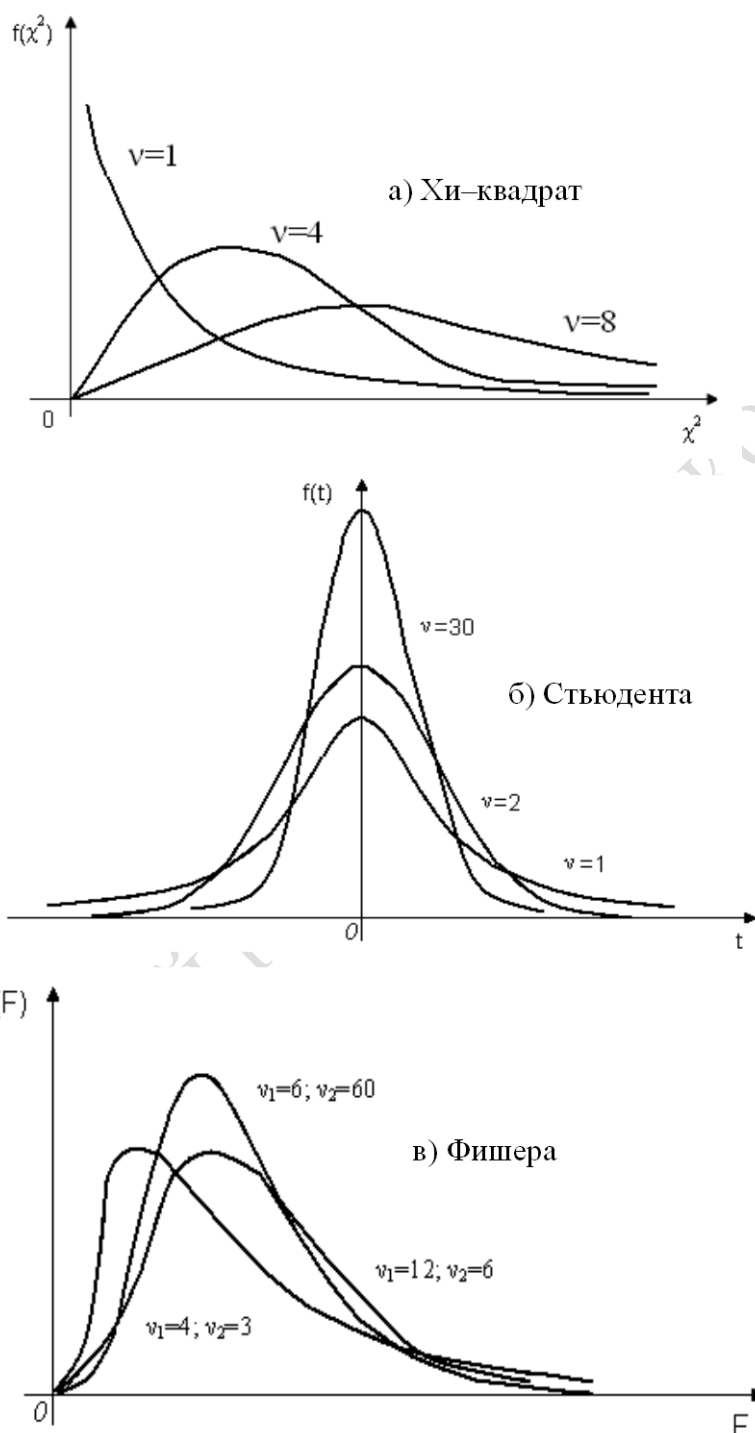 f(χ²)
ν=1
а) Хи–квадрат
ν=4
ν=8
0
χ²
f(t)
ν=30
б) Стьюдента
ν=2
ν=1
0
t
F)
ν₁=6; ν₂=60
в) Фишера
ν₁=12; ν₂=6
ν₁=4; ν₂=3
0
F